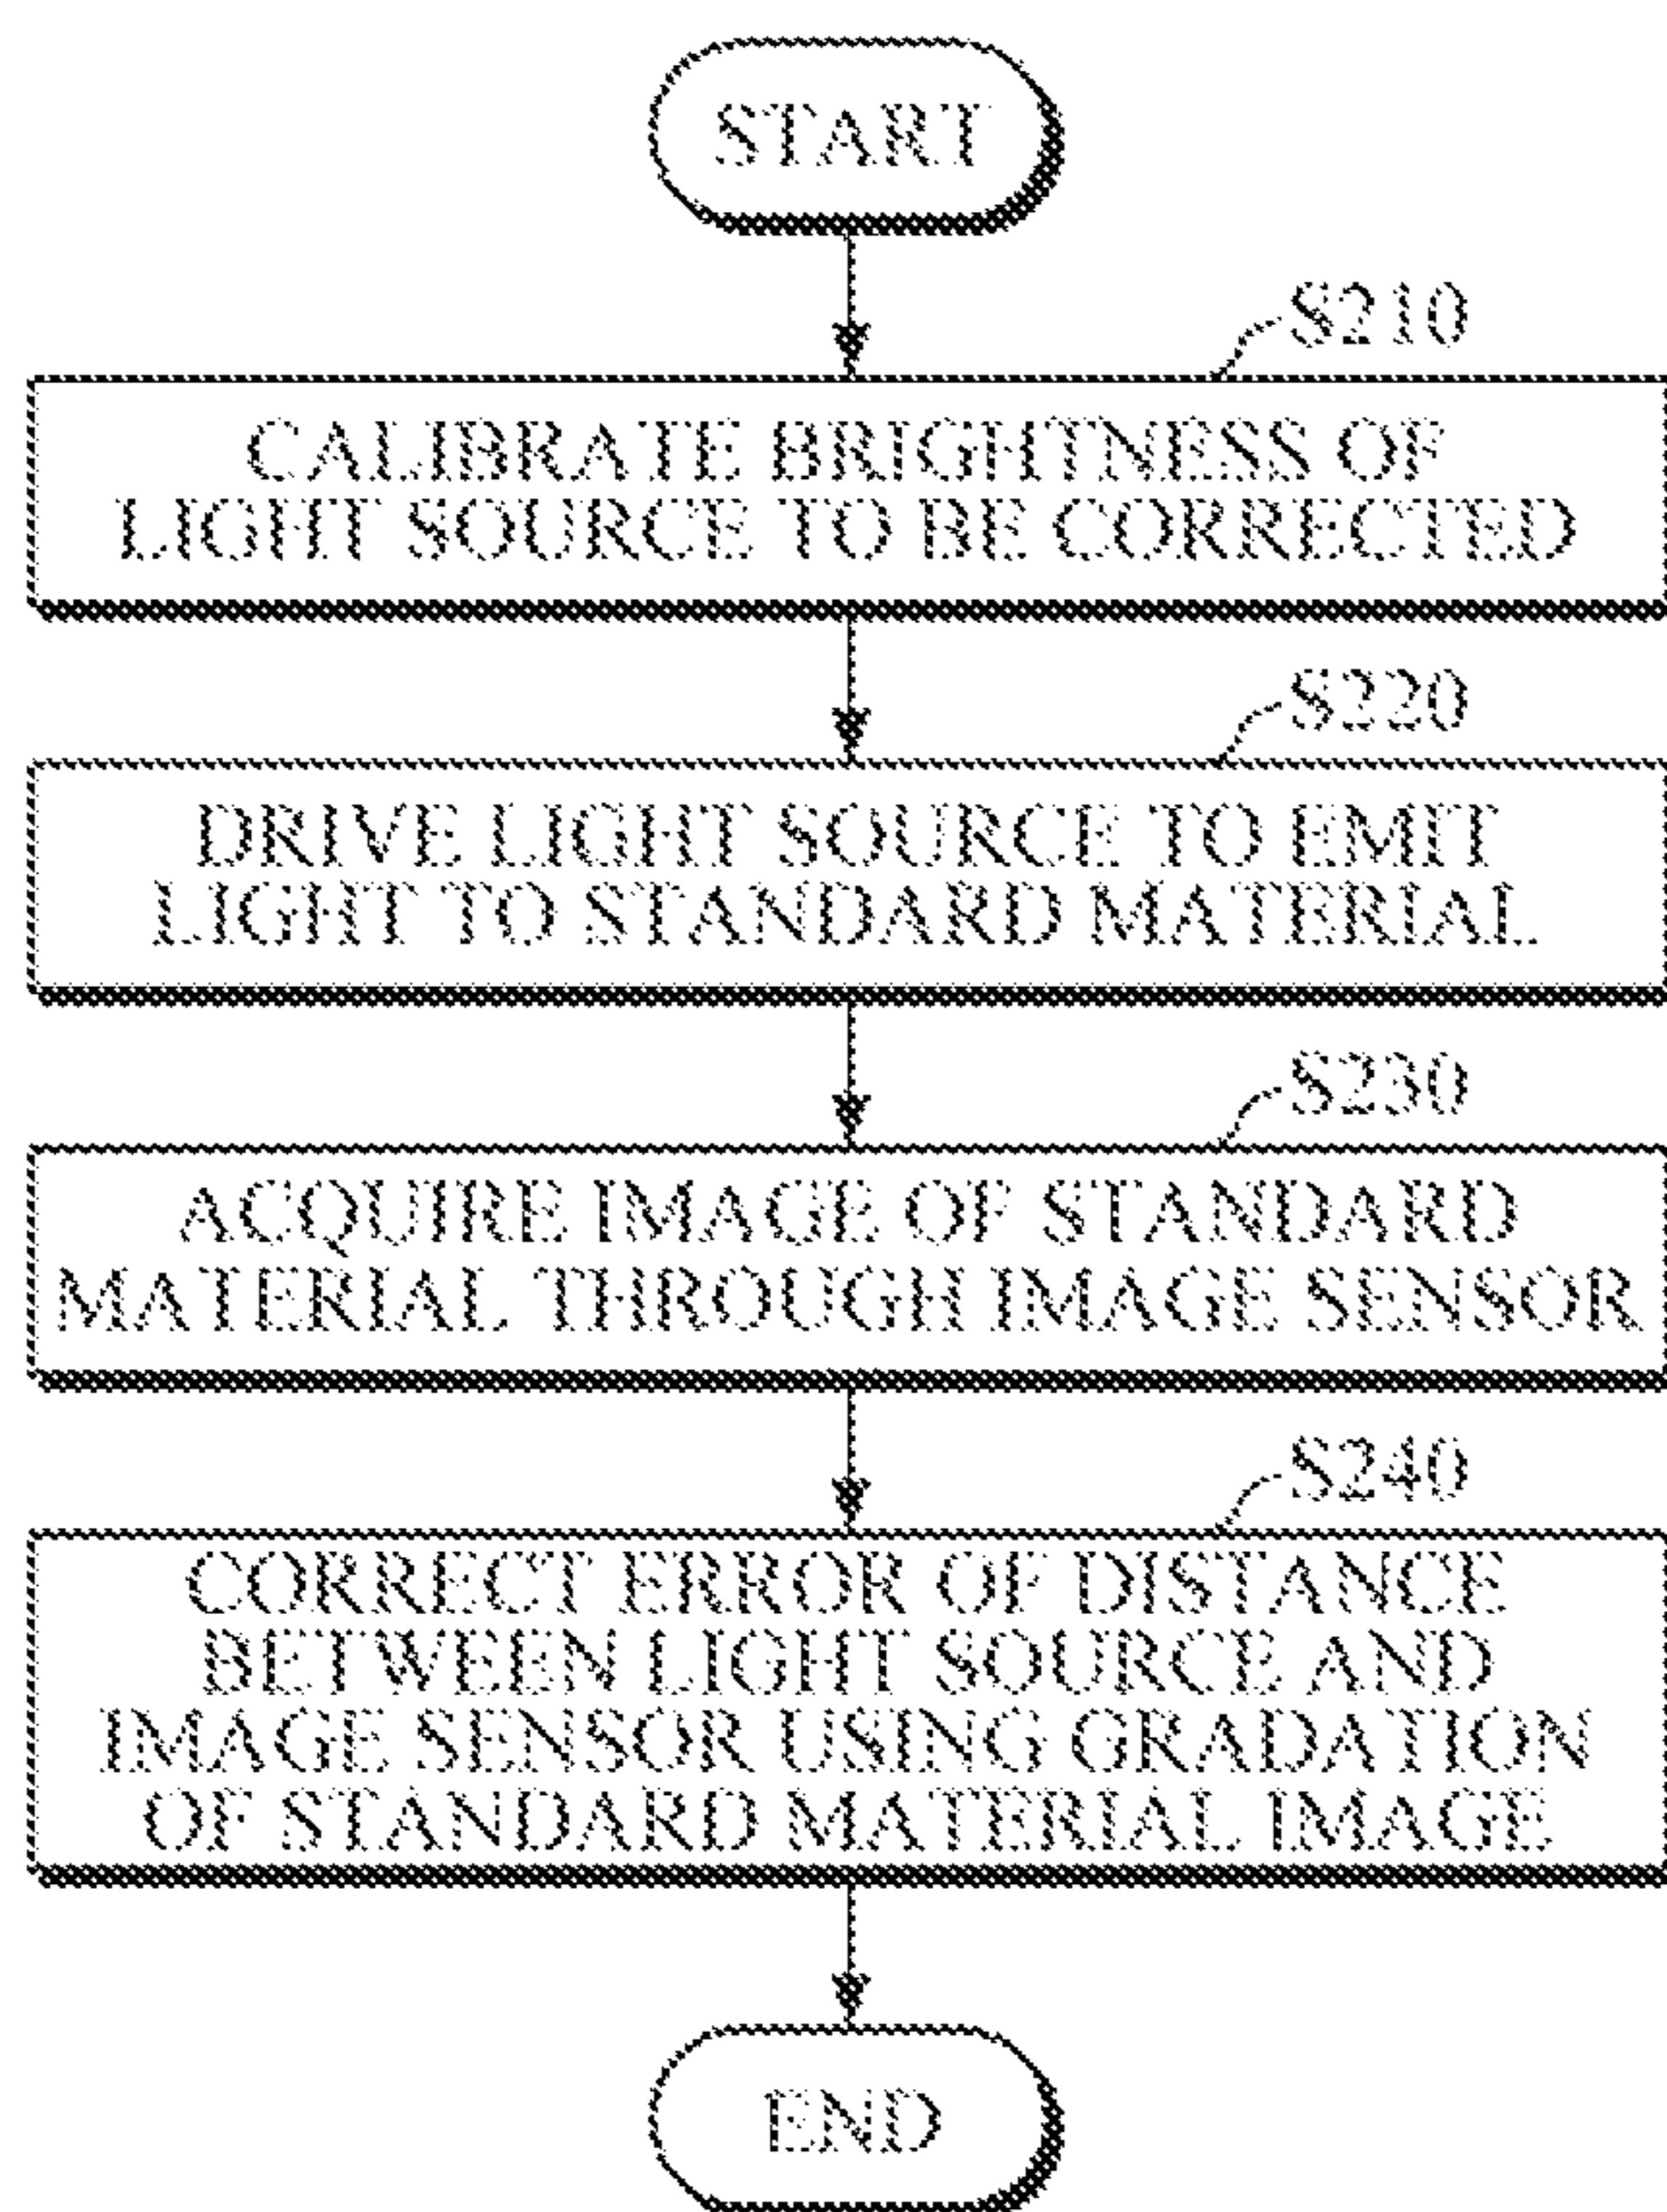 START
S210
CALIBRATE BRIGHTNESS OF
LIGHT SOURCE TO BE CORRECTED
S220
DRIVE LIGHT SOURCE TO EMIT
LIGHT TO STANDARD MATERIAL
S230
ACQUIRE IMAGE OF STANDARD
MATERIAL THROUGH IMAGE SENSOR
S240
CORRECT ERROR OF DISTANCE
BETWEEN LIGHT SOURCE AND
IMAGE SENSOR USING GRADATION
OF STANDARD MATERIAL IMAGE
END